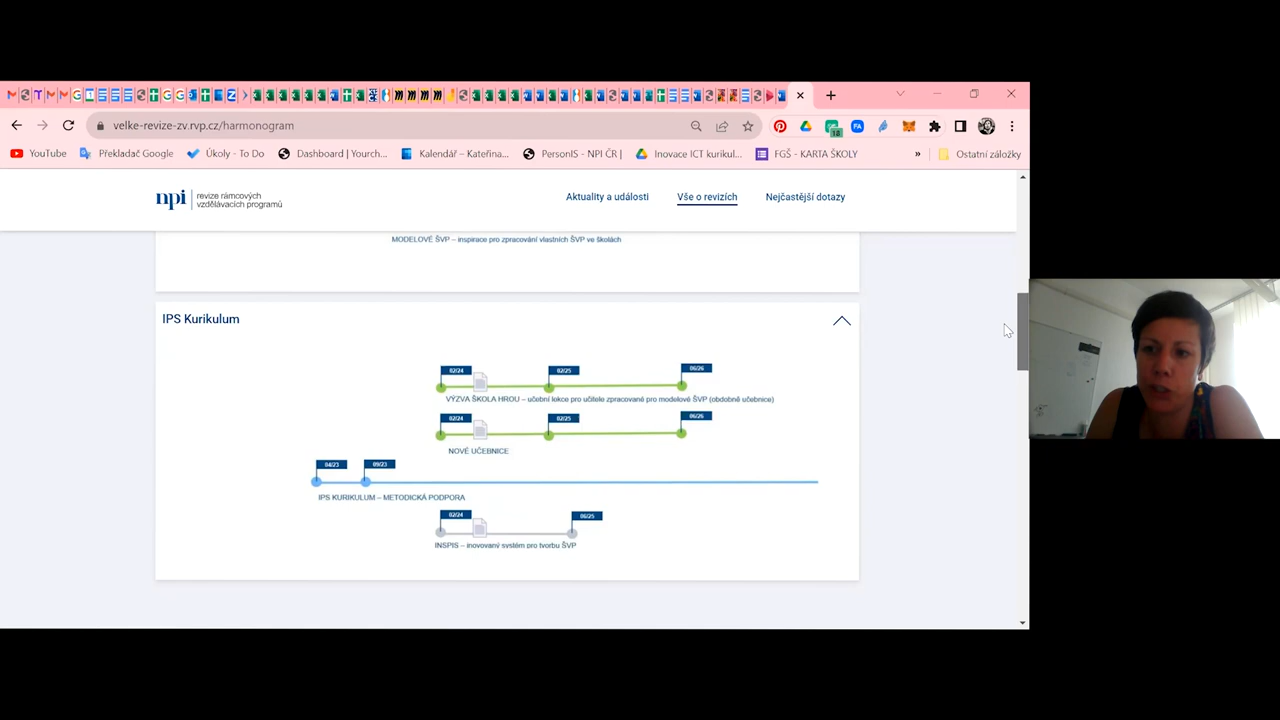 velke-revize-zv.rvp.cz/harmonogram
10
YouTube
Překladač Google
Úkoly - To Do
Dashboard | Yourch...
Kalendář – Kateřina...
PersonIS - NPI ČR |
Inovace ICT kurikul...
FGŠ - KARTA ŠKOLY
»
Ostatní záložky
npi
revize rámcových
vzdělávacích programů
Aktuality a události
Vše o revizích
Nejčastější dotazy
MODELOVÉ ŠVP – inspirace pro zpracování vlastních ŠVP ve školách
IPS Kurikulum
02/24
02/25
06/26
VÝZVA ŠKOLA HROU – učební lekce pro učitele zpracované pro modelové ŠVP (obdobně učebnice)
02/24
02/25
06/26
NOVÉ UČEBNICE
04/23
09/23
IPS KURIKULUM – METODICKÁ PODPORA
02/24
06/25
INSPIS – inovovaný systém pro tvorbu ŠVP